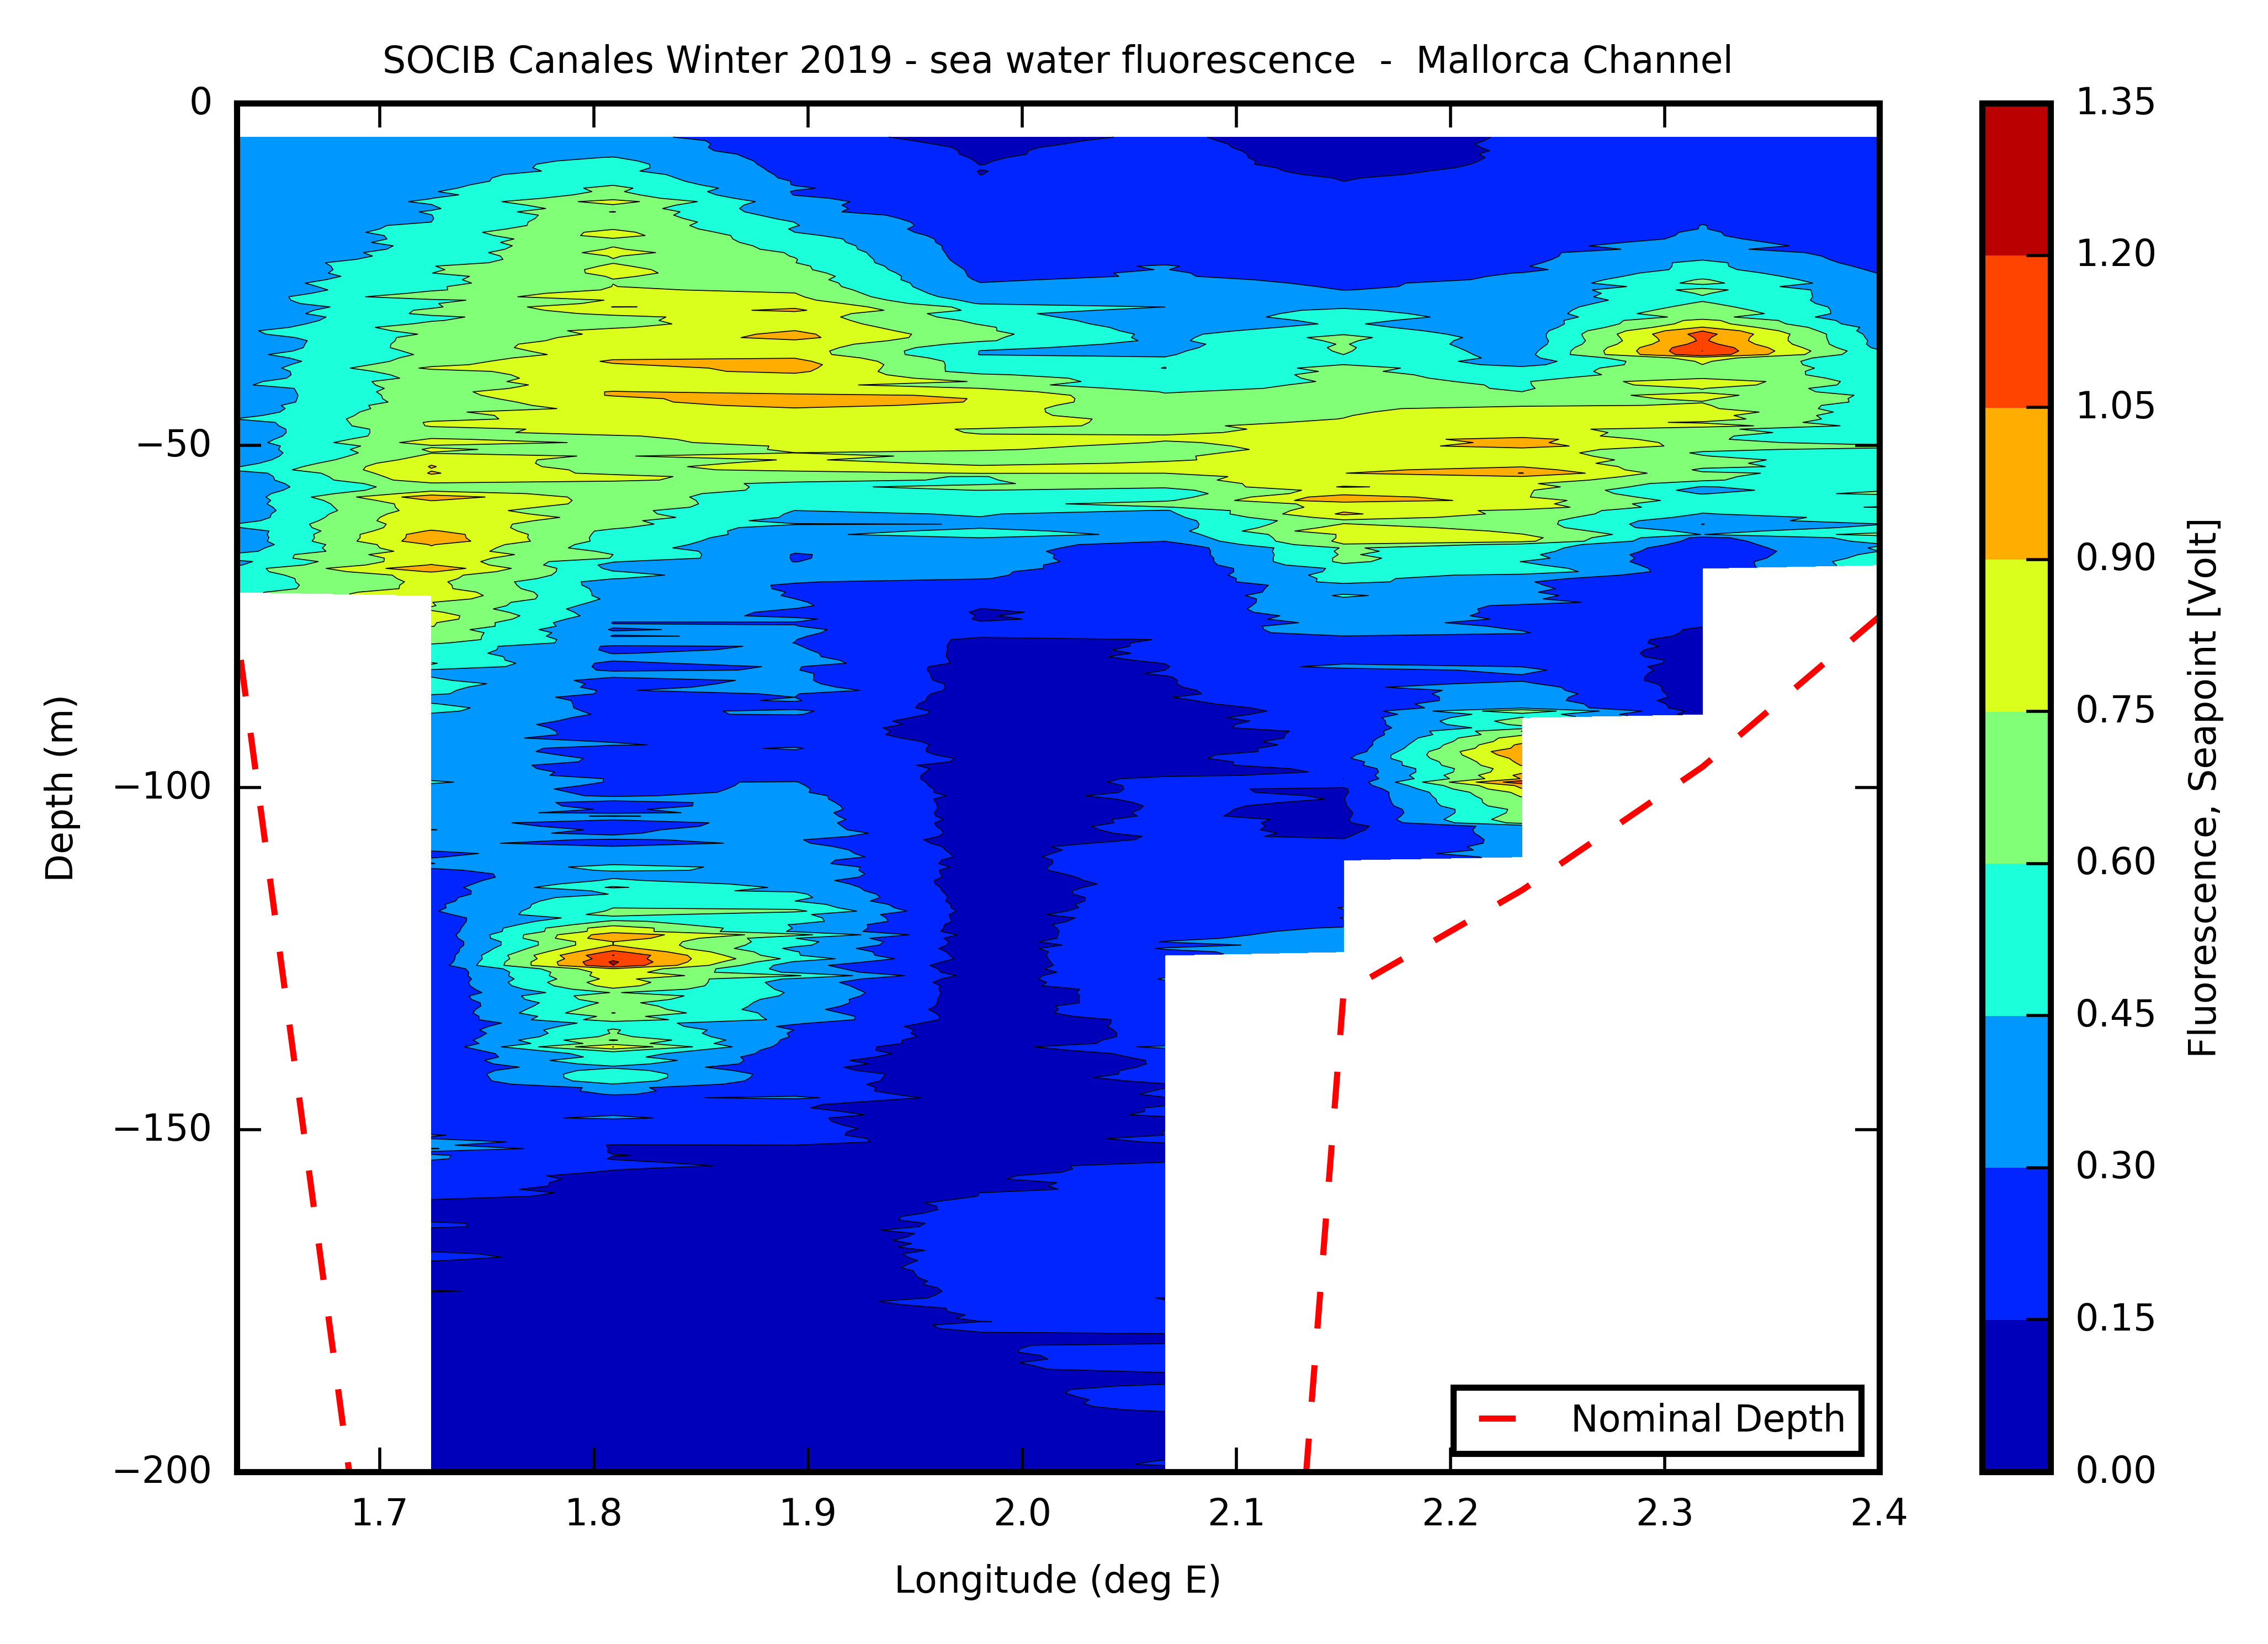 SOCIB Canales Winter 2019 - sea water fluorescence  -  Mallorca Channel
0
−50
−100
−150
−200
Depth (m)
1.7 1.8 1.9 2.0 2.1 2.2 2.3 2.4
Longitude (deg E)
Nominal Depth
1.35
1.20
1.05
0.90
0.75
0.60
0.45
0.30
0.15
0.00
Fluorescence, Seapoint [Volt]